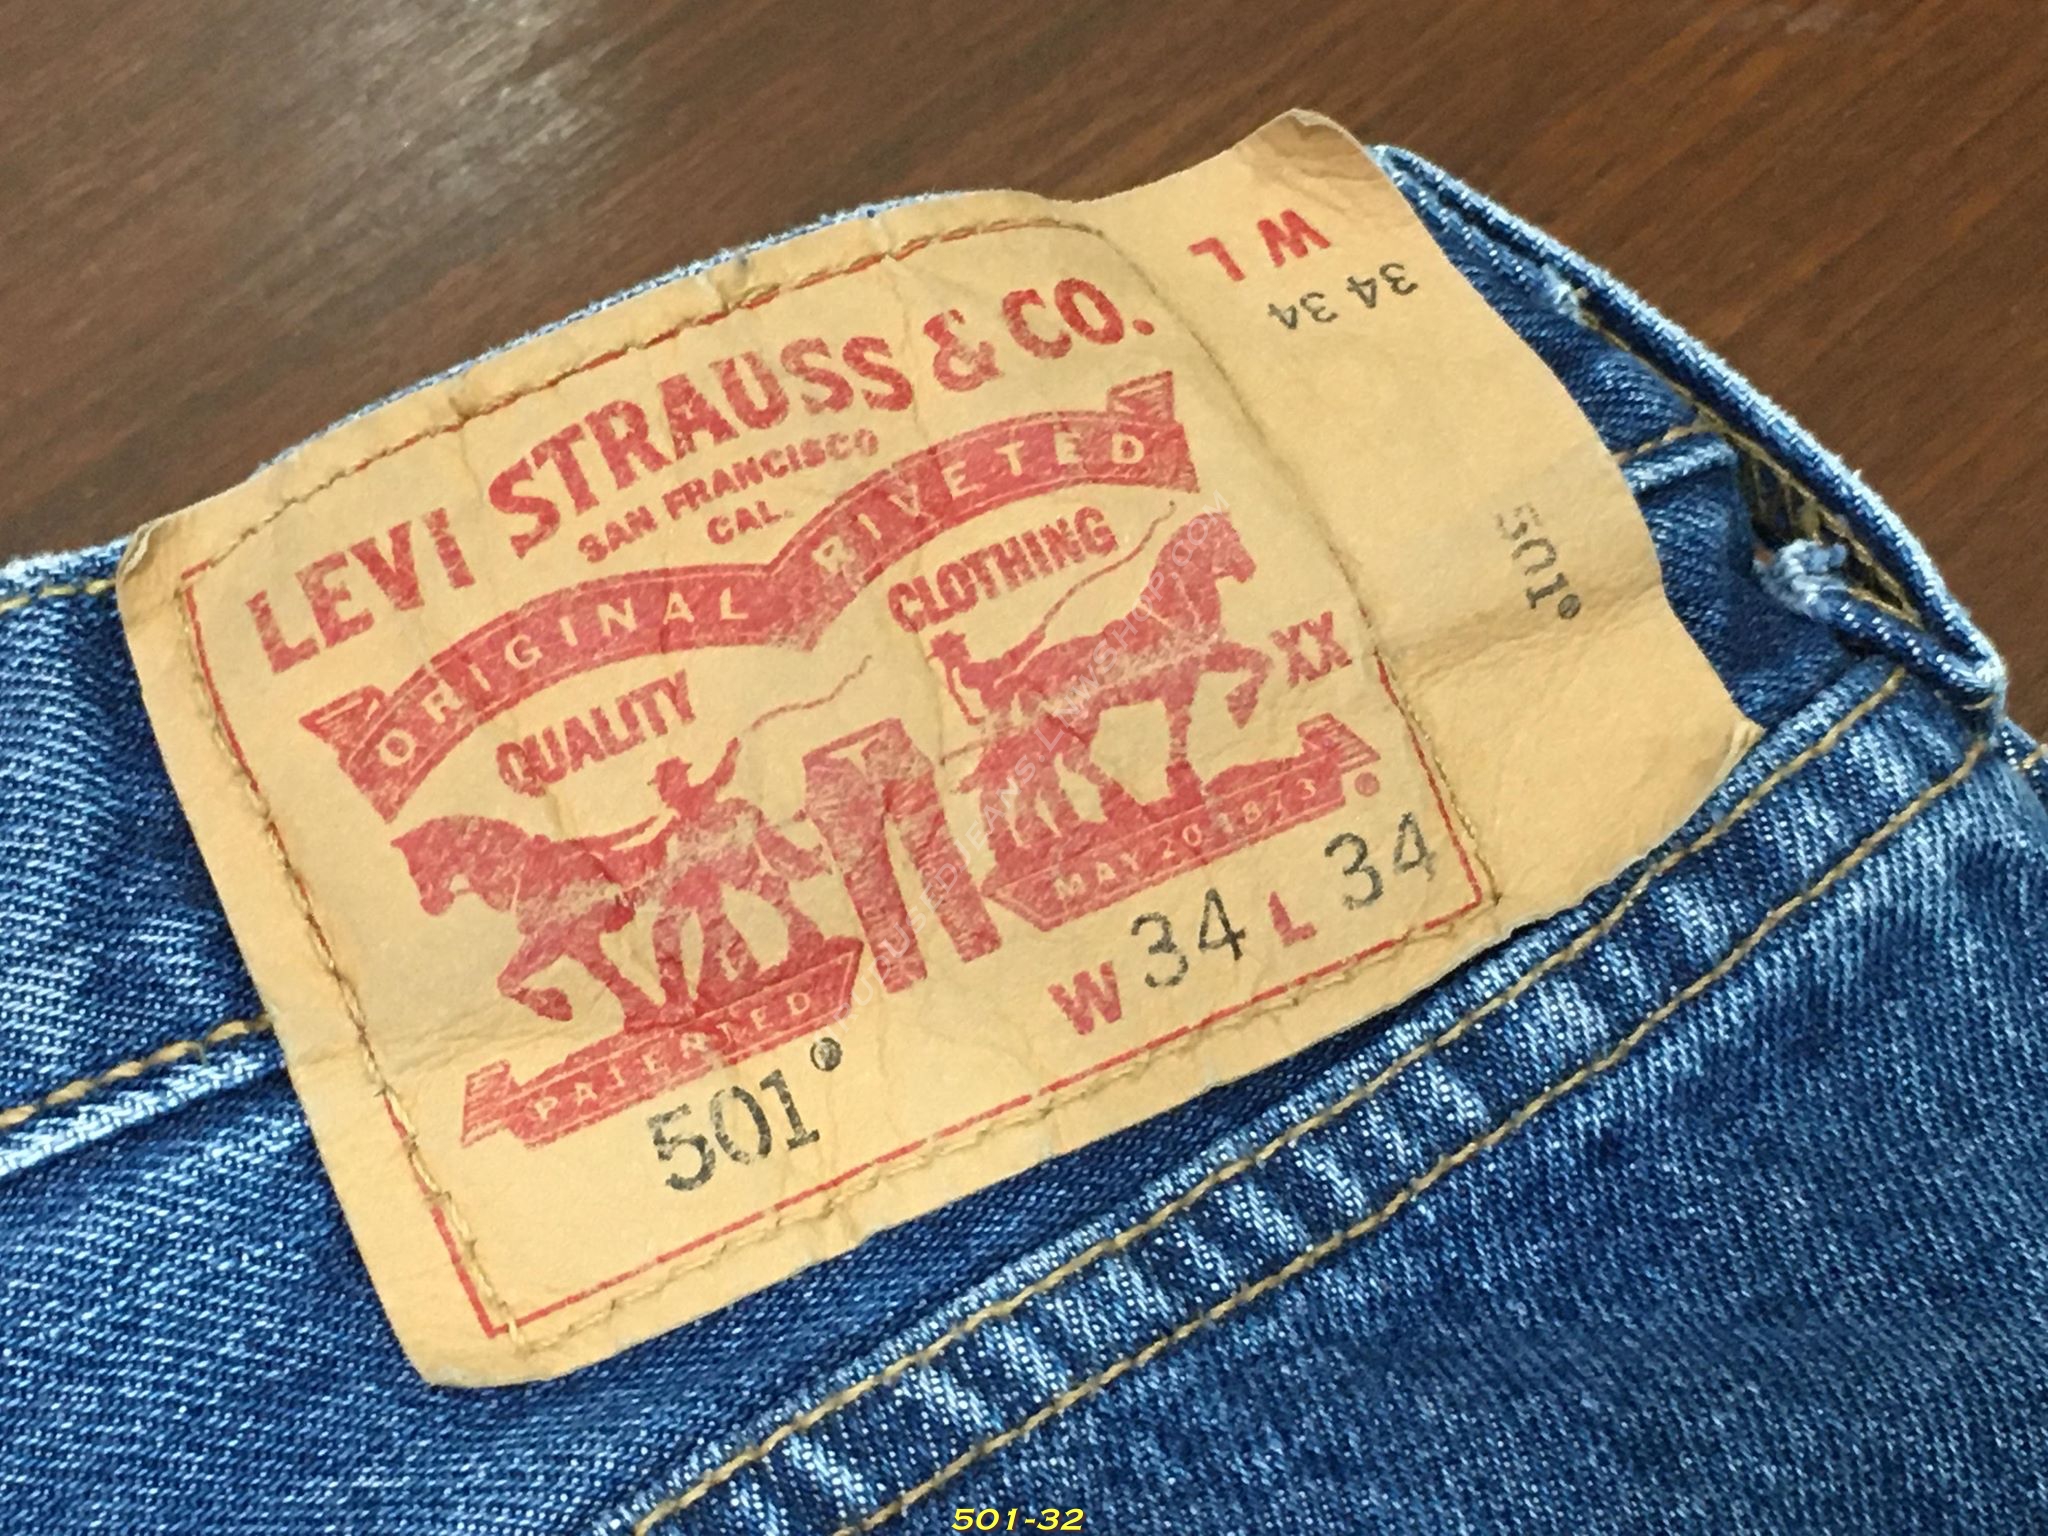 LEVI STRAUSS & CO.
SAN FRANCISCO
CAL.
ORIGINAL RIVETED
QUALITY CLOTHING
XX
PATENTED MAY 20 1873 ®
501® W 34 L 34
W L
34 34
501®
501-32